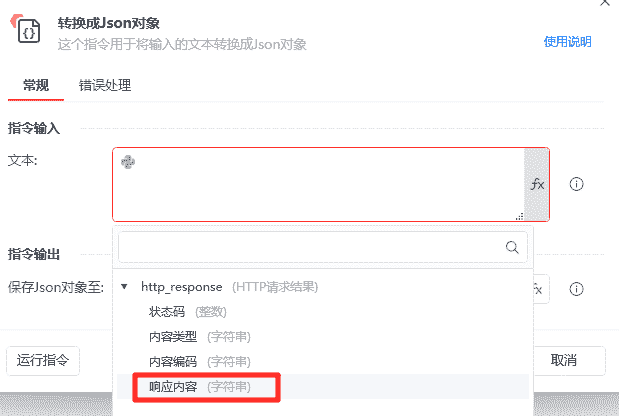 转换成Json对象
这个指令用于将输入的文本转换成Json对象
使用说明
常规 错误处理
指令输入
文本:
fx
指令输出
保存Json对象至:
fx
http_response (HTTP请求结果)
状态码 (整数)
内容类型 (字符串)
内容编码 (字符串)
响应内容 (字符串)
运行指令
取消